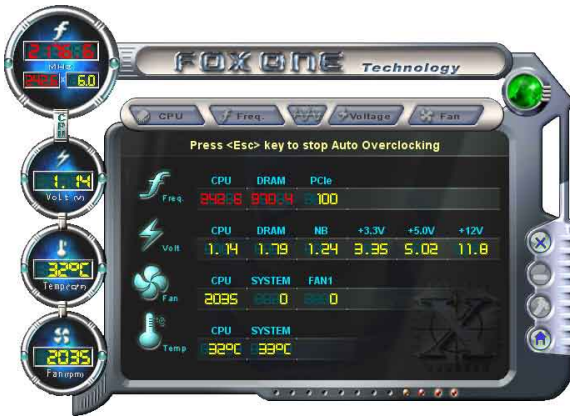 FOX ONE Technology
CPU Freq. Voltage Fan
Press <Esc> key to stop Auto Overclocking
CPU DRAM PCIe
Freq. 100
CPU DRAM NB +3.3V +5.0V +12V
Volt 1.14 1.79 1.24 3.35 5.02 11.8
CPU SYSTEM FAN1
Fan 2035 0 0
CPU SYSTEM
Temp 32°C 33°C
MHz
6.0
CPU
1.14
Volt (V)
32°C
2035
Fan (rpm)